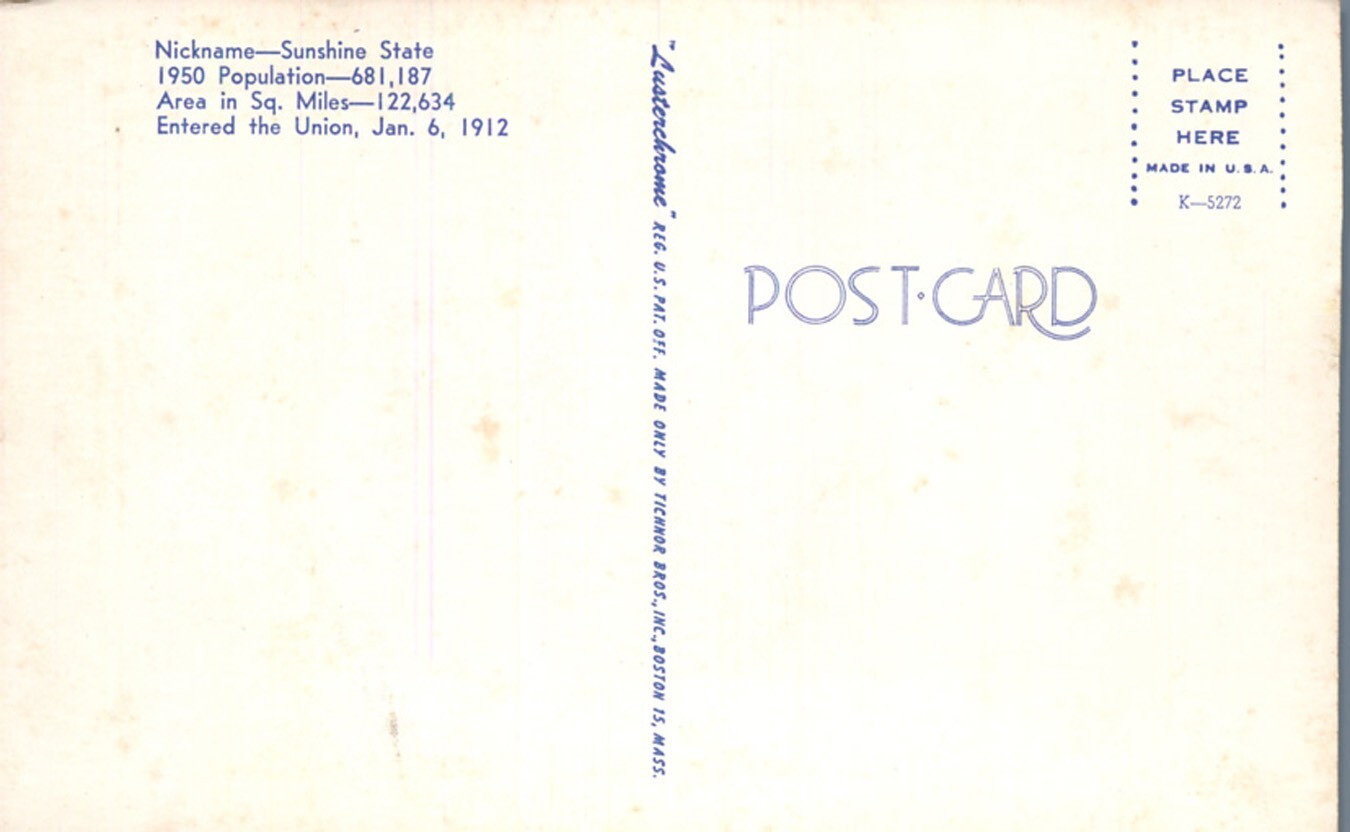 Nickname—Sunshine State
1950 Population—681,187
Area in Sq. Miles—122,634
Entered the Union, Jan. 6, 1912
"Lusterchrome" REG. U.S. PAT. OFF. MADE ONLY BY TICHNOR BROS., INC., BOSTON 15, MASS.
PLACE
STAMP
HERE
MADE IN U.S.A.
K—5272
POST·CARD